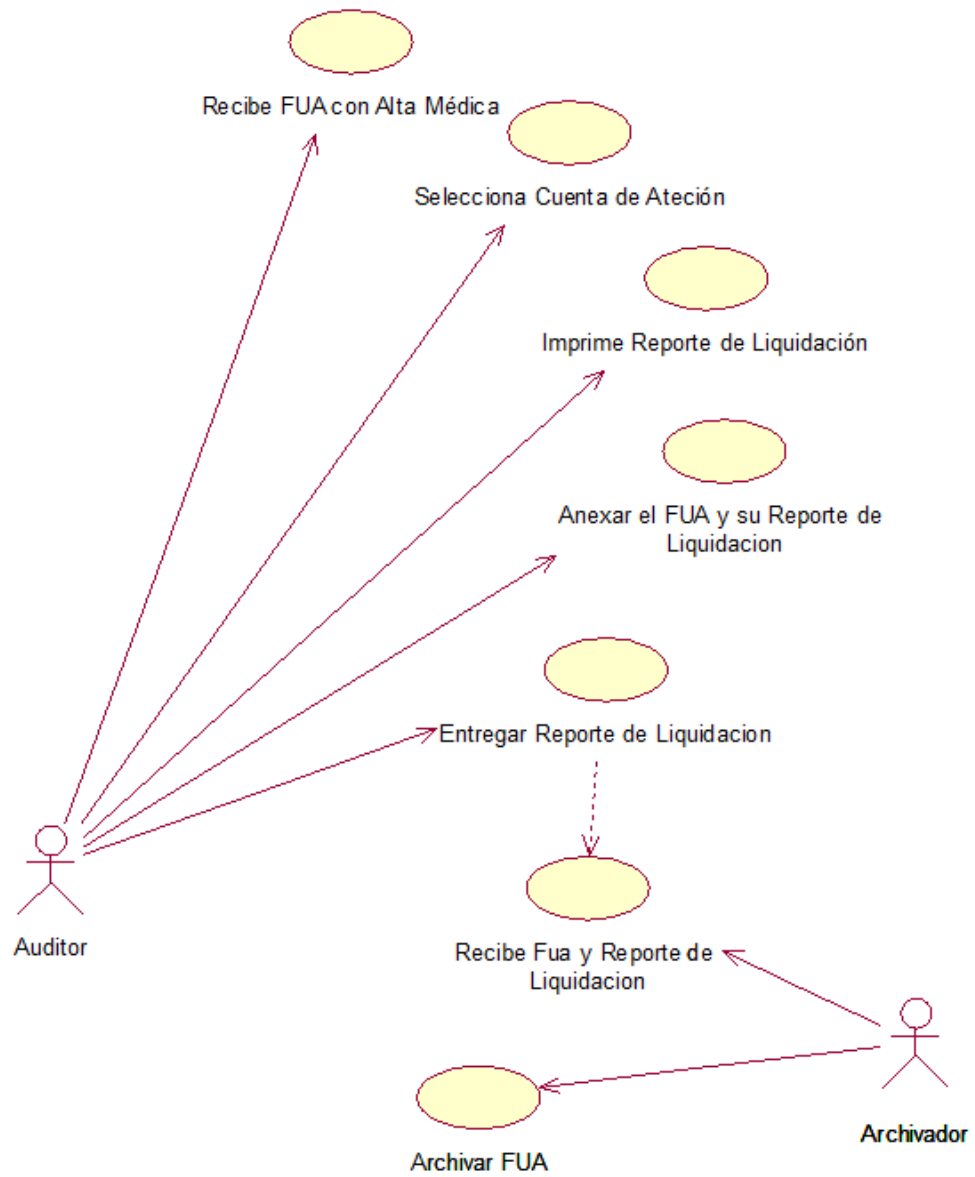 Recibe FUA con Alta Médica
Selecciona Cuenta de Ateción
Imprime Reporte de Liquidación
Anexar el FUA y su Reporte de
Liquidacion
Entregar Reporte de Liquidacion
Auditor
Recibe Fua y Reporte de
Liquidacion
Archivador
Archivar FUA